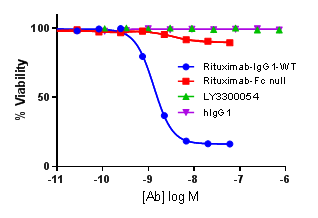 100
50
0
% Viability
Rituximab-IgG1-WT
Rituximab-Fc null
LY3300054
hIgG1
-11 -10 -9 -8 -7 -6
[Ab] log M